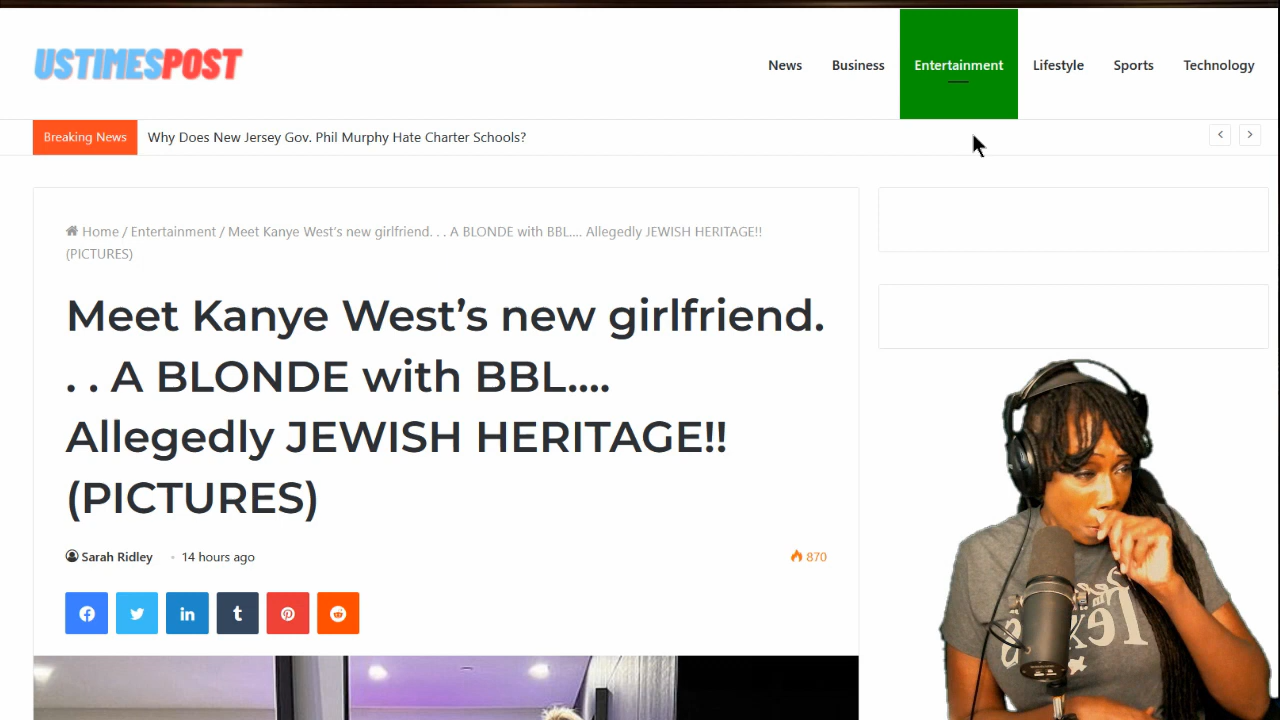 USTIMESPOST
News Business Entertainment Lifestyle Sports Technology
Breaking News Why Does New Jersey Gov. Phil Murphy Hate Charter Schools?
Home / Entertainment / Meet Kanye West's new girlfriend. . . A BLONDE with BBL.... Allegedly JEWISH HERITAGE!!
(PICTURES)
Meet Kanye West’s new girlfriend.
. . A BLONDE with BBL....
Allegedly JEWISH HERITAGE!!
(PICTURES)
Sarah Ridley 14 hours ago 870